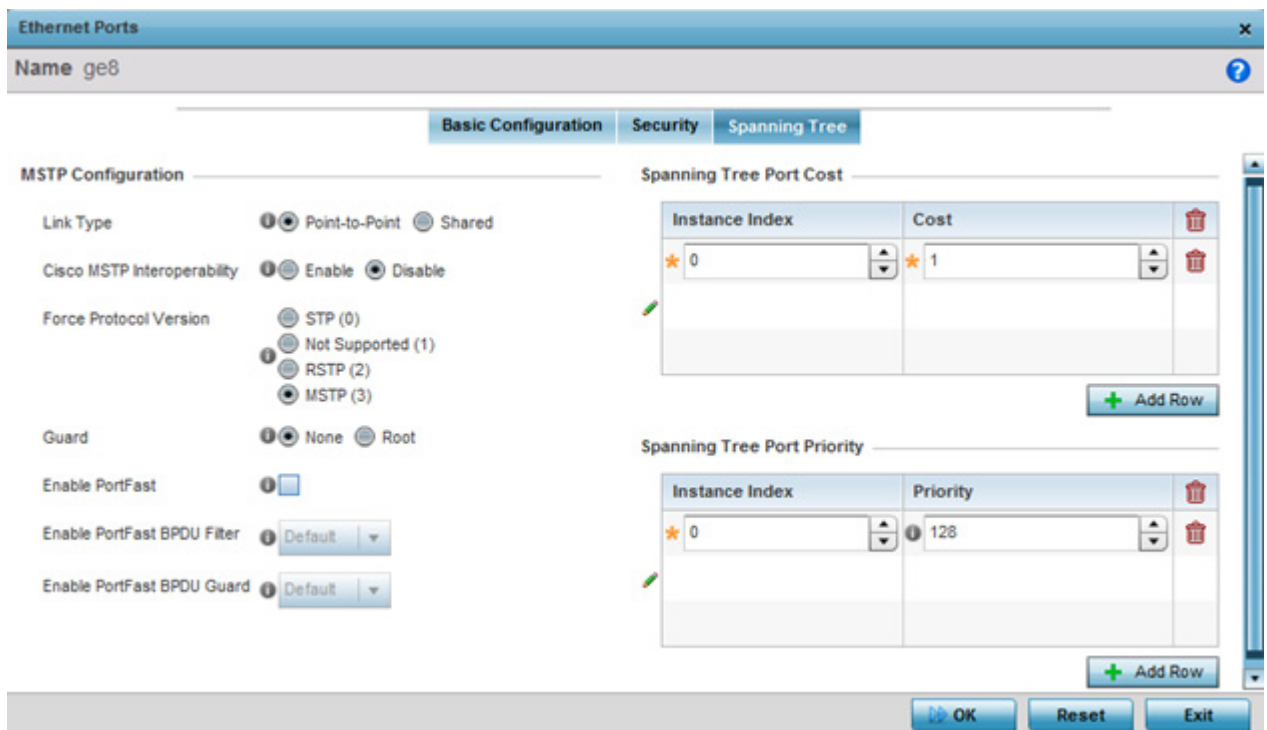 Ethernet Ports
Name ge8
Basic Configuration Security Spanning Tree
MSTP Configuration
Link Type Point-to-Point Shared
Cisco MSTP Interoperability Enable Disable
Force Protocol Version STP (0)
Not Supported (1)
RSTP (2)
MSTP (3)
Guard None Root
Enable PortFast
Enable PortFast BPDU Filter Default
Enable PortFast BPDU Guard Default
Spanning Tree Port Cost
Instance Index Cost
0 1
Add Row
Spanning Tree Port Priority
Instance Index Priority
0 128
Add Row
OK Reset Exit